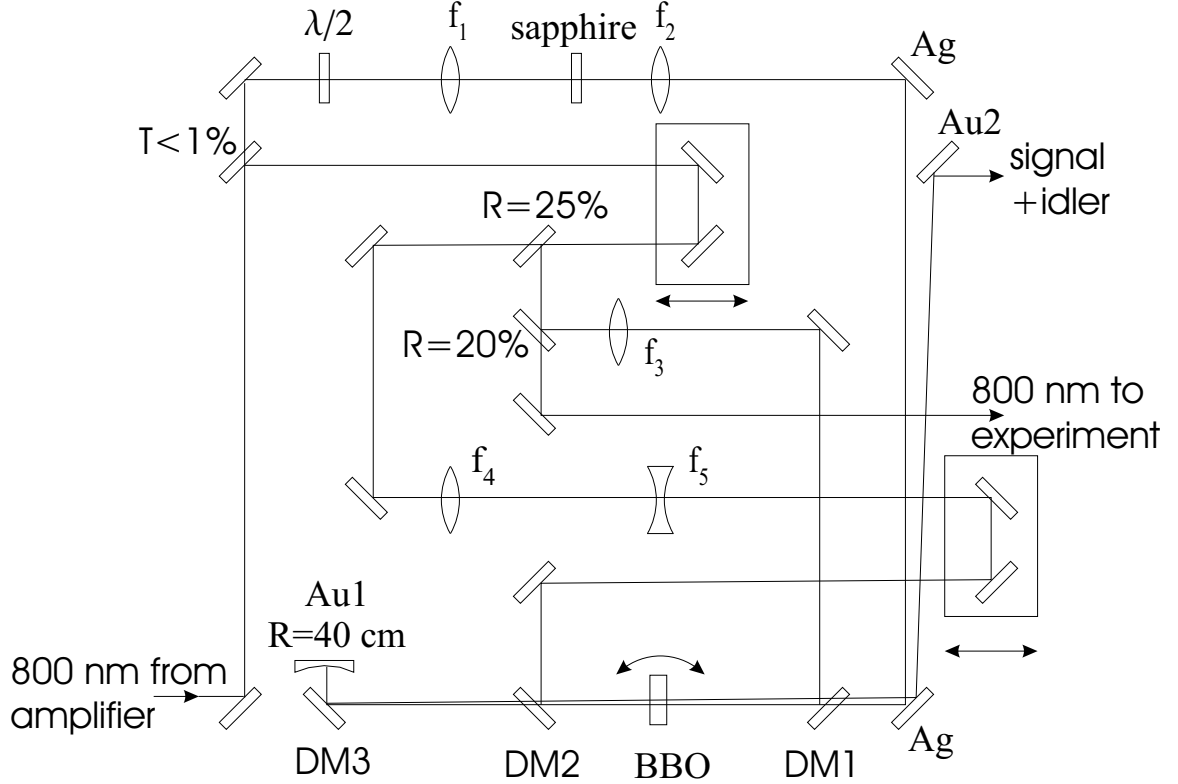 λ/2
f₁
sapphire
f₂
Ag
T<1%
Au2
signal
+idler
R=25%
R=20%
f₃
800 nm to
experiment
f₄
f₅
Au1
R=40 cm
800 nm from
amplifier
DM3
DM2
BBO
DM1
Ag